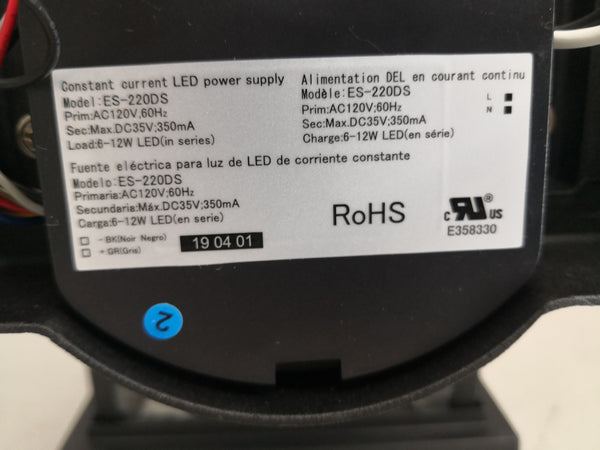 Constant current LED power supply
Model:ES-220DS
Prim:AC120V;60Hz
Sec:Max.DC35V;350mA
Load:6-12W LED(in series)
Alimentation DEL en courant continu
Modèle:ES-220DS
Prim:AC120V;60Hz
Sec:Max.DC35V;350mA
Charge:6-12W LED(en série)
L
N
Fuente eléctrica para luz de LED de corriente constante
Modelo:ES-220DS
Primaria:AC120V;60Hz
Secundaria:Máx.DC35V;350mA
Carga:6-12W LED(en serie)
-BK(Noir Negro)
+GR(Gris)
19 04 01
RoHS
c RU ® US
E358330
2